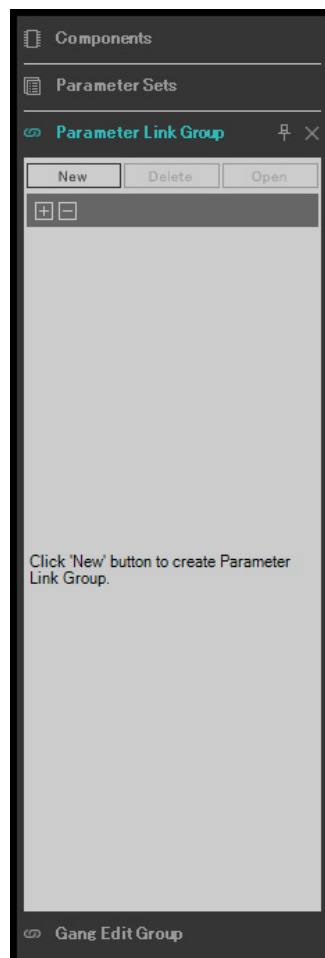 Components
Parameter Sets
Parameter Link Group
New Delete Open
Click 'New' button to create Parameter
Link Group.
Gang Edit Group